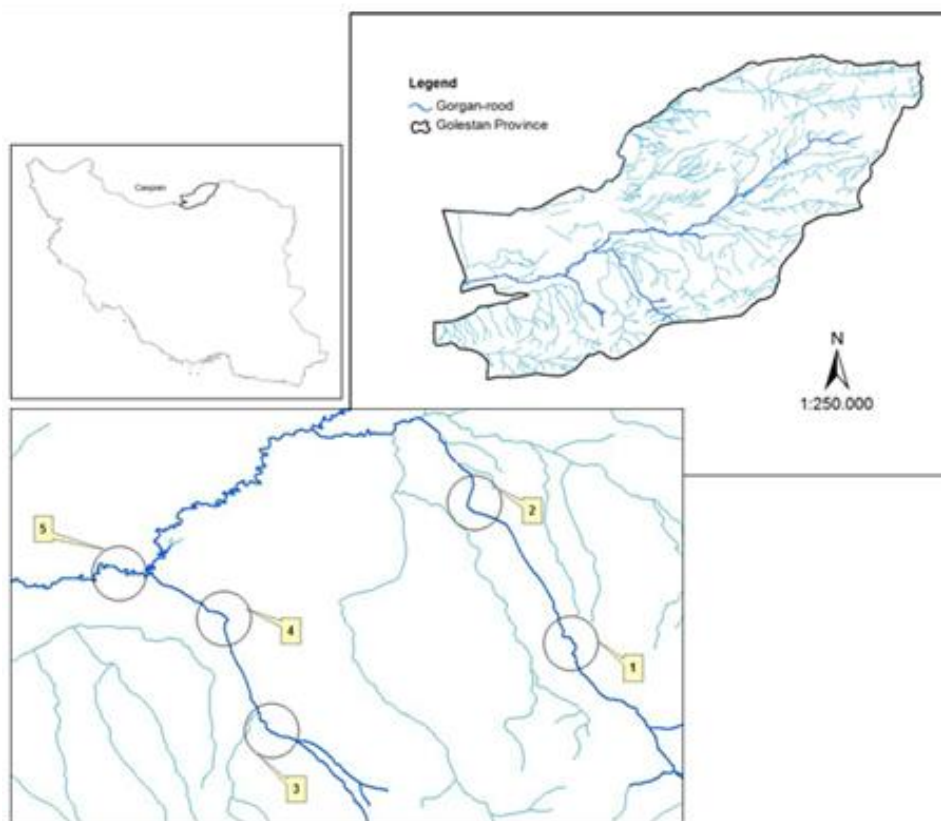 Legend
Gorgan-rood
Golestan Province
Caspian
N
1:250.000
2
5
4
1
3